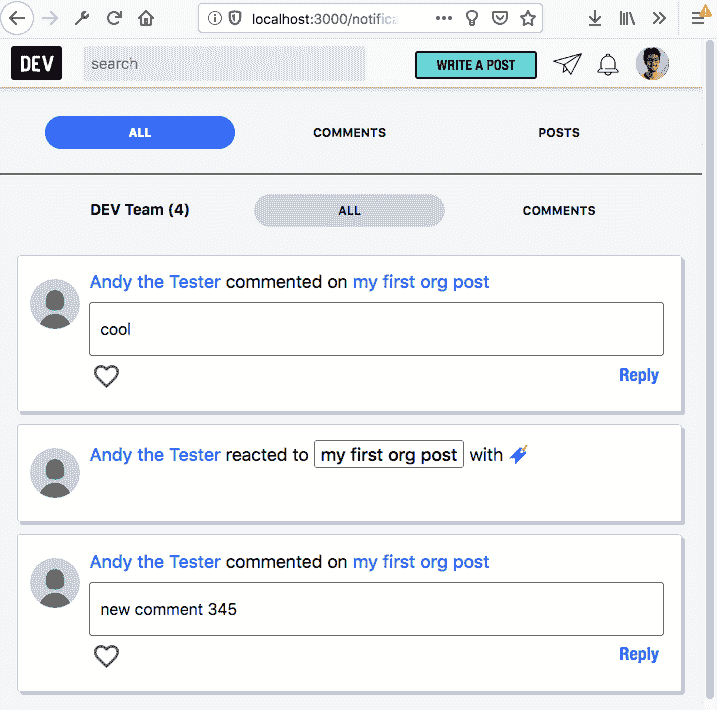 localhost:3000/notifica
DEV
search
WRITE A POST
ALL COMMENTS POSTS
DEV Team (4) ALL COMMENTS
Andy the Tester commented on my first org post
cool
Reply
Andy the Tester reacted to my first org post with
Andy the Tester commented on my first org post
new comment 345
Reply